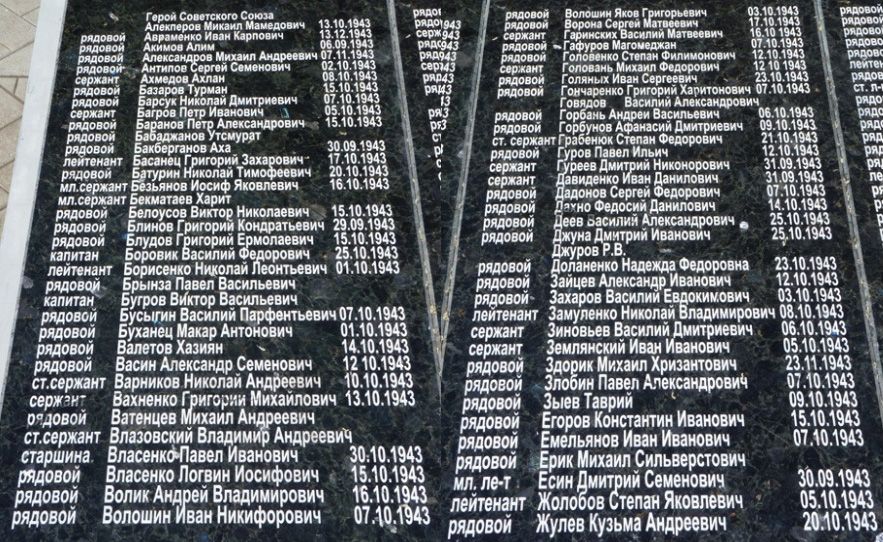 Герой Советского Союза
Алекперов Микаил Мамедович 13.10.1943
рядовой Авраменко Иван Карпович 13.12.1943
рядовой Акимов Алим 06.09.1943
рядовой Александров Михаил Андреевич 07.11.1943
рядовой Антипов Сергей Семенович 02.10.1943
сержант Ахмедов Ахлан 08.10.1943
рядовой Базаров Турман 15.10.1943
рядовой Барсук Николай Дмитриевич 07.10.1943
сержант Багров Петр Иванович 05.10.1943
рядовой Баранов Петр Александрович 15.10.1943
рядовой Бабаджанов Утсмурат
рядовой Бакберганов Аха 30.09.1943
лейтенант Басанец Григорий Захарович 17.10.1943
рядовой Батурин Николай Тимофеевич 20.10.1943
мл.сержант Безьянов Иосиф Яковлевич 16.10.1943
мл.сержант Бекматаев Харит
рядовой Белоусов Виктор Николаевич 15.10.1943
рядовой Блинов Григорий Кондратьевич 29.09.1943
рядовой Блудов Григорий Ермолаевич 15.10.1943
капитан Боровик Василий Федорович 25.10.1943
лейтенант Борисенко Николай Леонтьевич 01.10.1943
рядовой Брынза Павел Васильевич
капитан Бугров Виктор Васильевич
рядовой Бусыгин Василий Парфентьевич 07.10.1943
рядовой Буханец Макар Антонович 01.10.1943
рядовой Валетов Хазиян 14.10.1943
рядовой Васин Александр Семенович 12 10.1943
ст.сержант Варников Николай Андреевич 10.10.1943
сержант Вахненко Григории Михайлович 13.10.1943
рядовой Ватенцев Михаил Андреевич
ст.сержант Влазовский Владимир Андреевич
старшина Власенко Павел Иванович 30.10.1943
рядовой Власенко Логвин Иосифович 15.10.1943
рядовой Волик Андрей Владимирович 16.10.1943
рядовой Волошин Иван Никифорович 07.10.1943
рядовой Волошин Яков Григорьевич 03.10.1943
рядовой Ворона Сергей Матвеевич 17.10.1943
сержант Гаринских Василий Матвеевич 16.10.1943
рядовой Гафуров Магомеджан 07.10.1943
рядовой Головенко Степан Филимонович 22.10.1943
сержант Головань Михаил Федорович 12.10.1943
рядовой Голяных Иван Сергеевич 23.10.1943
рядовой Гончаренко Григорий Харитонович 07.10.1943
Говядов Василий Александрович
рядовой Горбань Андреи Васильевич 06.10.1943
рядовой Горбунов Афанасий Дмитриевич 09.10.1943
ст. сержант Грабенюк Степан Федорович 21.10.1943
рядовой Гуров Павел Ильич 12.10.1943
сержант Гуреев Дмитрий Никонорович 31.09.1943
сержант Давиденко Иван Данилович 31.09.1943
рядовой Дадонов Сергей Федорович 07.10.1943
рядовой Дахно Федосий Данилович 14.10.1943
рядовой Деев Василий Александрович 25.10.1943
рядовой Джуна Дмитрий Иванович 25.10.1943
Джуров Р.В.
рядовой Доланенко Надежда Федоровна 23.10.1943
рядовой Зайцев Александр Иванович 12.10.1943
рядовой Захаров Василий Евдокимович 03.10.1943
лейтенант Замуленко Николай Владимирович 08.10.1943
сержант Зиновьев Василий Дмитриевич 06.10.1943
сержант Землянский Иван Иванович 05.10.1943
рядовой Здорик Михаил Хризантович 23.11.1943
рядовой Злобин Павел Александрович 07.10.1943
рядовой Зыев Таврий 09.10.1943
рядовой Егоров Константин Иванович 15.10.1943
рядовой Емельянов Иван Иванович 07.10.1943
рядовой Ерик Михаил Сильверстович
мл. ле-т Есин Дмитрий Семенович 30.09.1943
лейтенант Жолобов Степан Яковлевич 05.10.1943
рядовой Жулев Кузьма Андреевич 20.10.1943